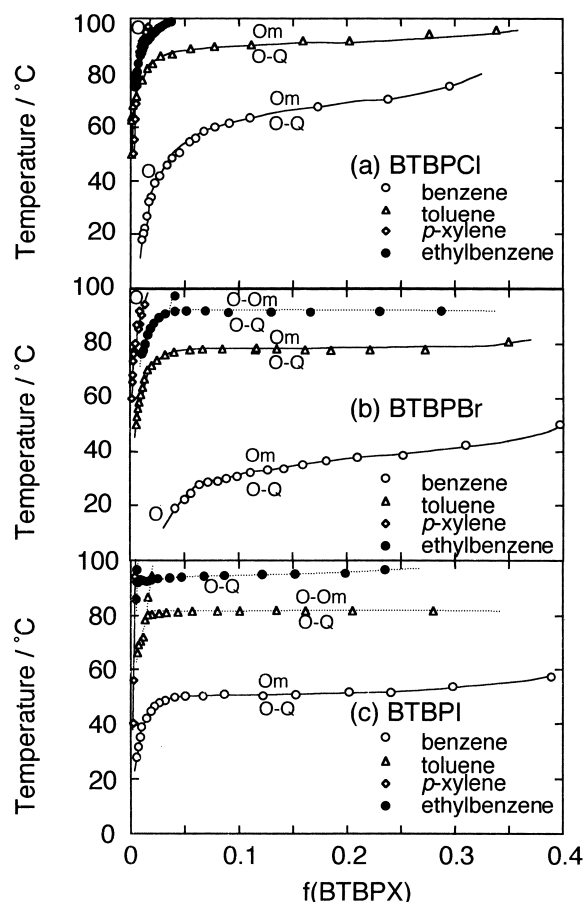 100
80
60
40
20
Temperature / °C
O
Om
O-Q
Om
O-Q
O
(a) BTBPCl
benzene
toluene
p-xylene
ethylbenzene
100
80
60
40
20
Temperature / °C
O
O-Om
O-Q
Om
O-Q
Om
O-Q
O
(b) BTBPBr
benzene
toluene
p-xylene
ethylbenzene
100
80
60
40
20
0
Temperature / °C
O-Q
O-Om
O-Q
Om
O-Q
(c) BTBPI
benzene
toluene
p-xylene
ethylbenzene
0 0.1 0.2 0.3 0.4
f(BTBPX)